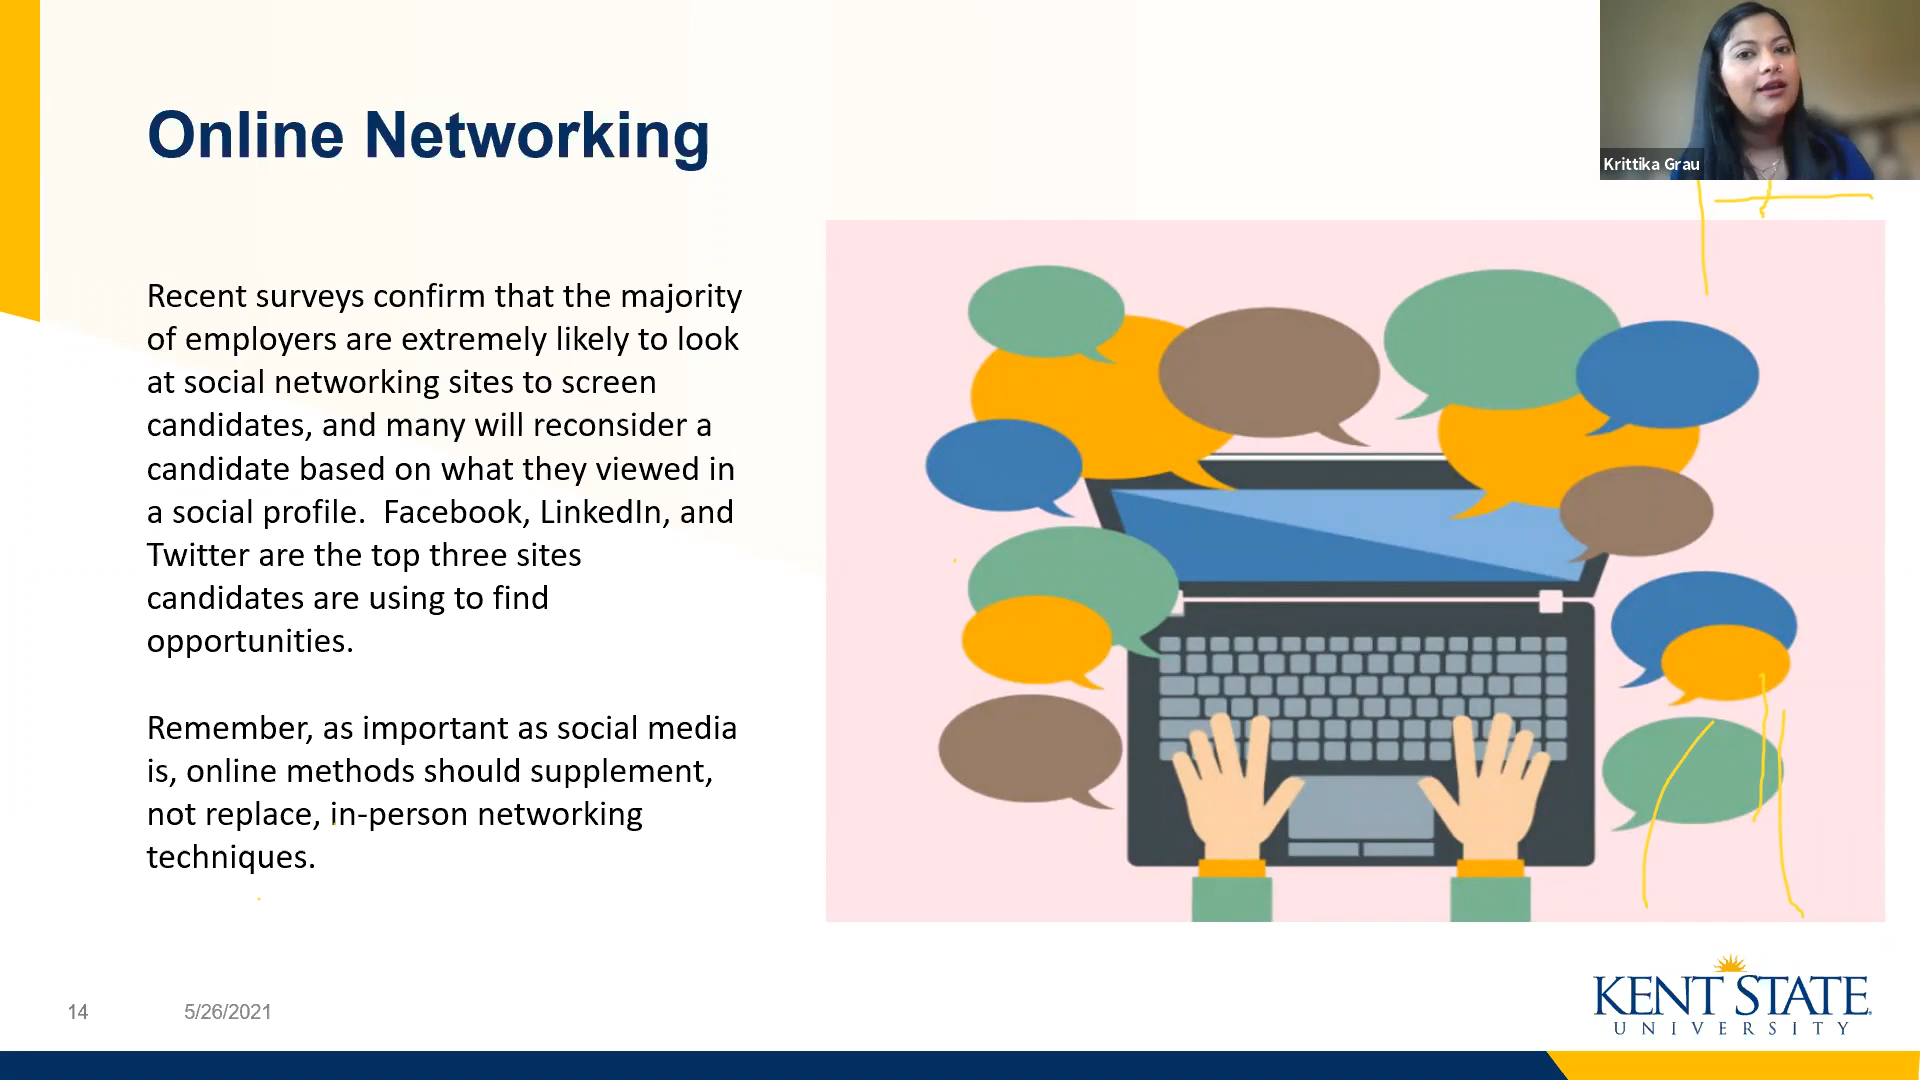 Krittika Grau
Online Networking
Recent surveys confirm that the majority
of employers are extremely likely to look
at social networking sites to screen
candidates, and many will reconsider a
candidate based on what they viewed in
a social profile.  Facebook, LinkedIn, and
Twitter are the top three sites
candidates are using to find
opportunities.
Remember, as important as social media
is, online methods should supplement,
not replace, in-person networking
techniques.
14
5/26/2021
KENT STATE
UNIVERSITY